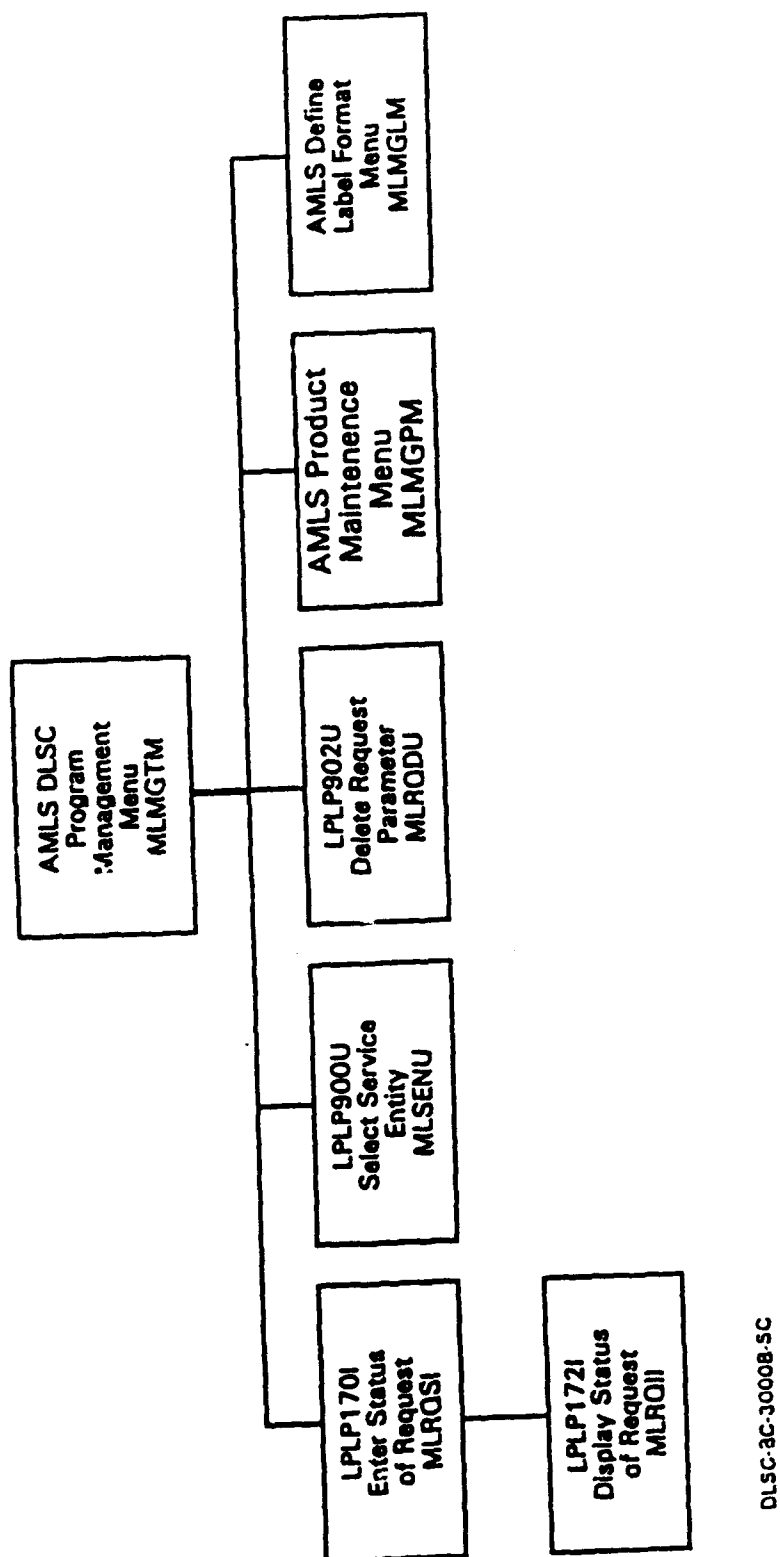 AMLS DLSC
Program
Management
Menu
MLMGTM
LPLP170I
Enter Status
of Request
MLRQSI
LPLP900U
Select Service
Entity
MLSENU
LPLP902U
Delete Request
Parameter
MLRQDU
AMLS Product
Maintenence
Menu
MLMGPM
AMLS Define
Label Format
Menu
MLMGLM
LPLP172I
Display Status
of Request
MLRQII
DLSC-BC-30008-SC